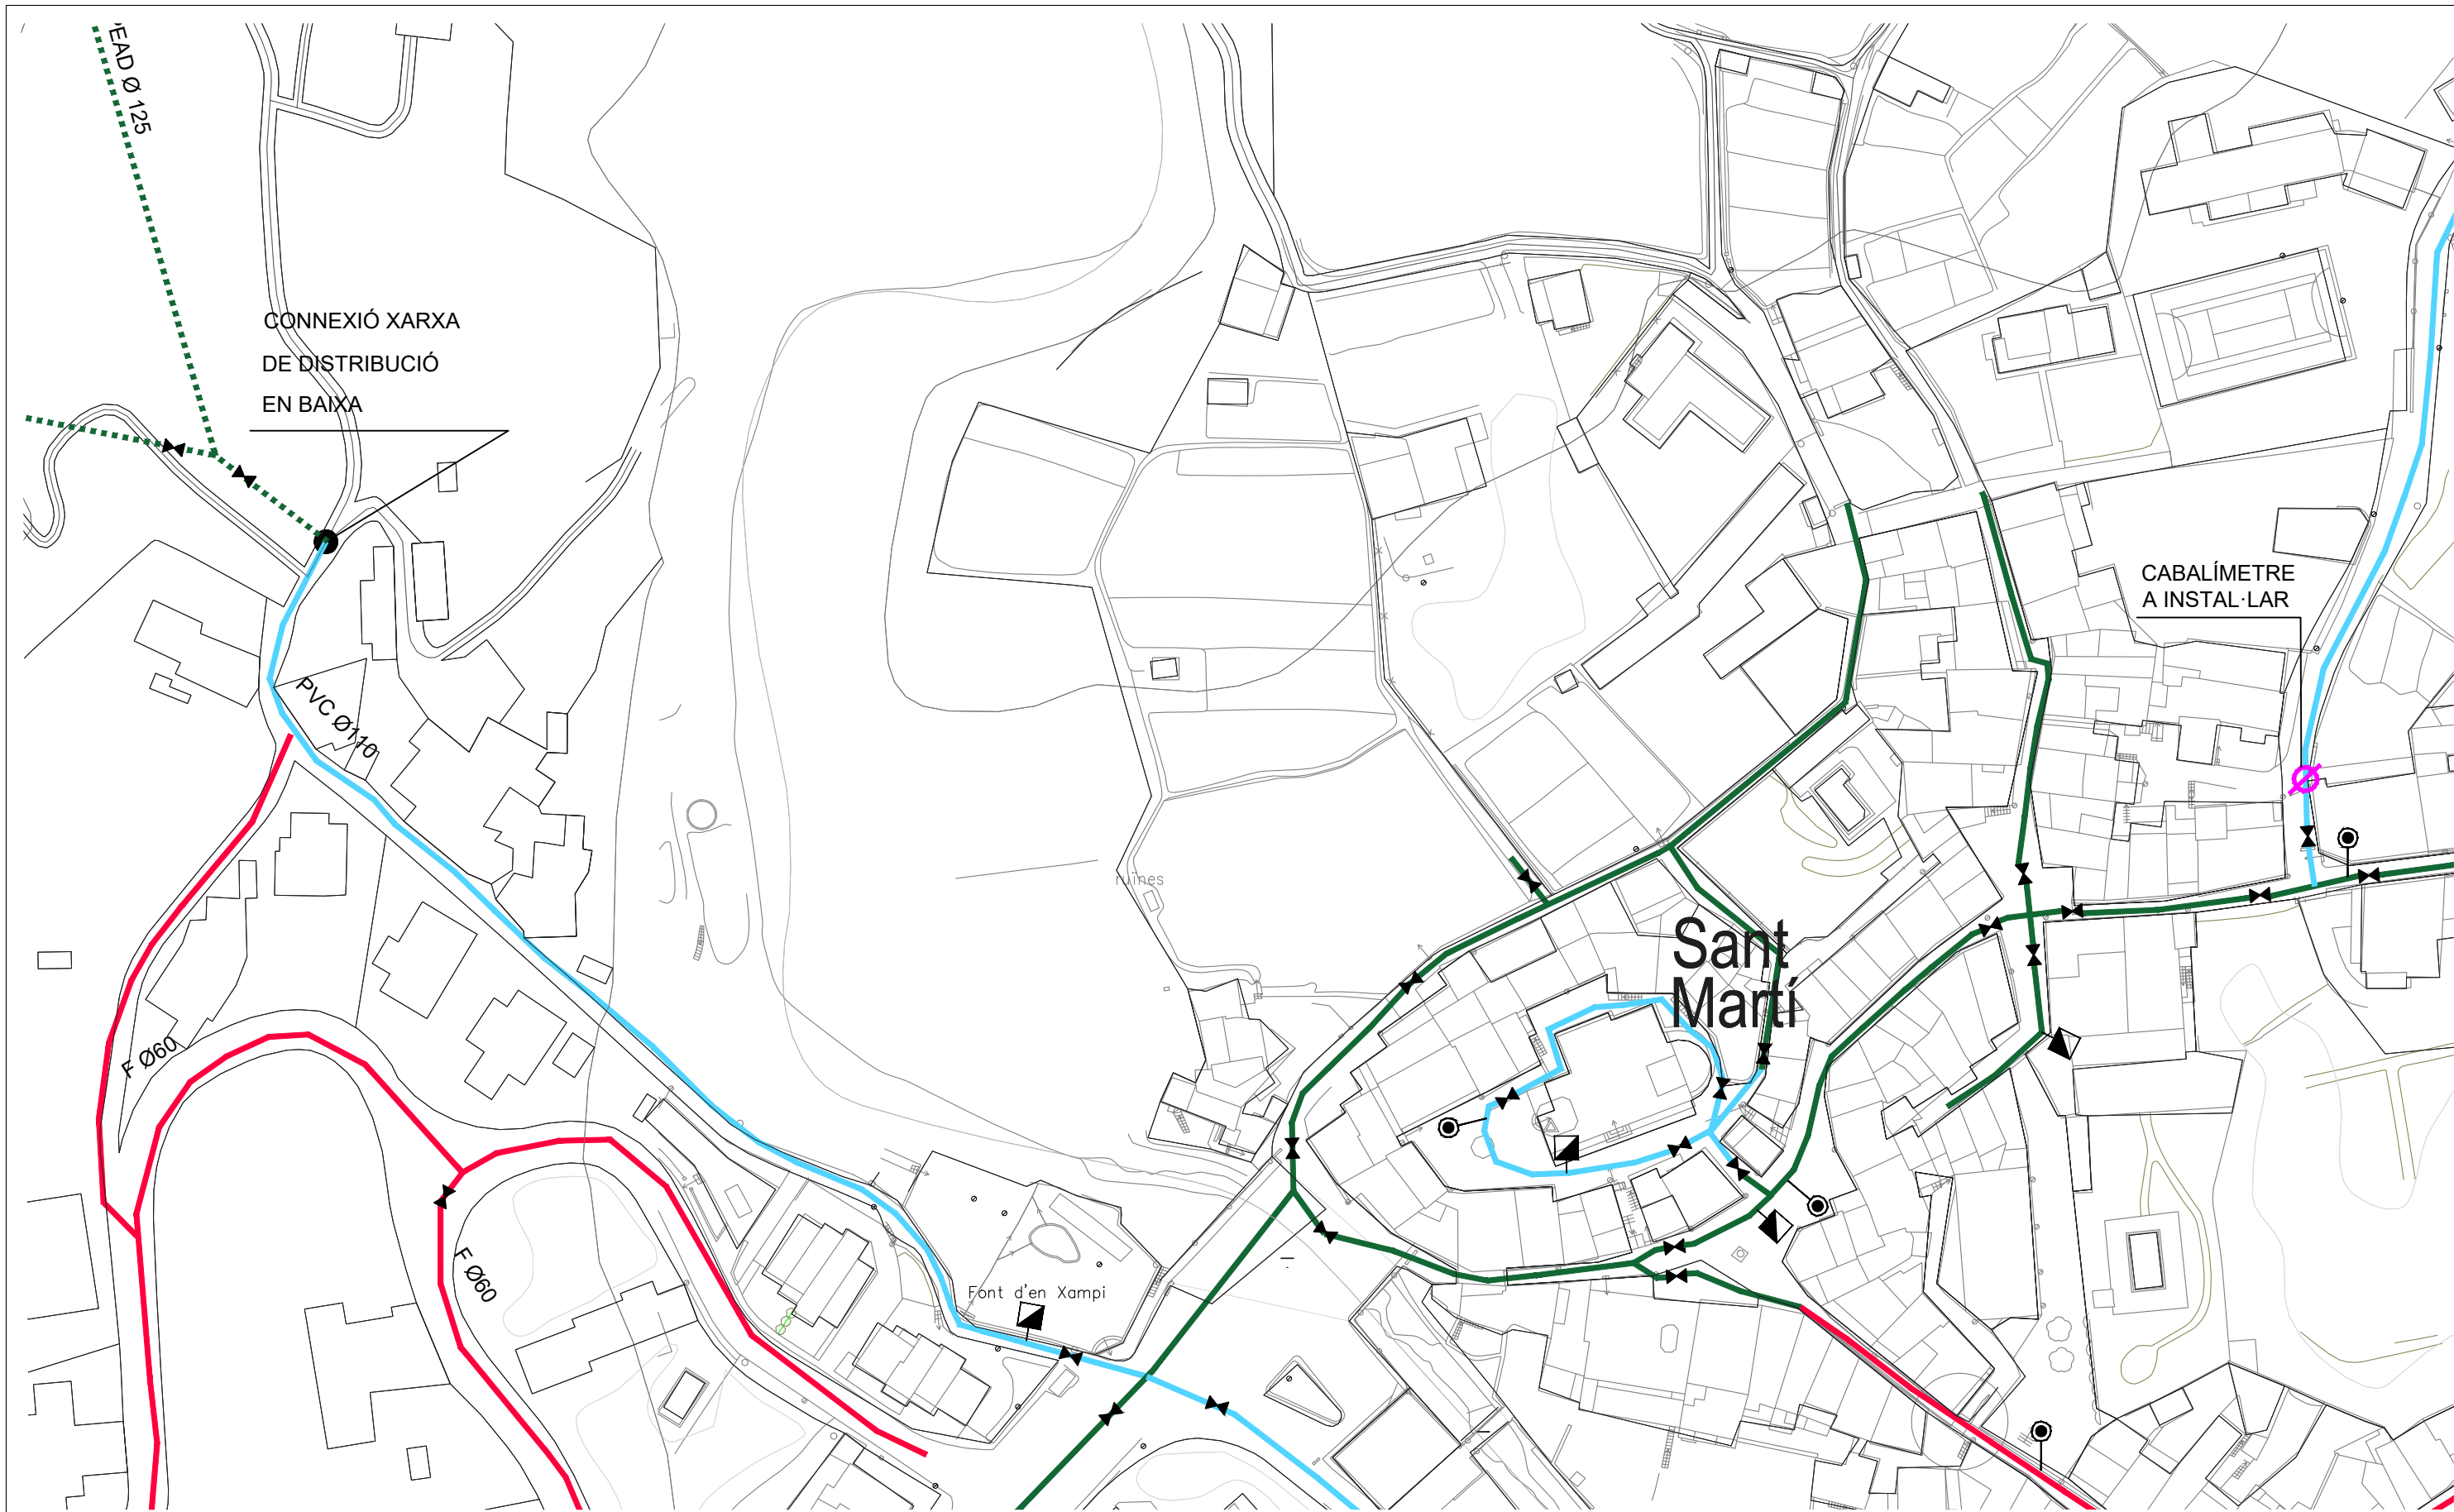 PEAD Ø 125
CONNEXIÓ XARXA
DE DISTRIBUCIÓ
EN BAIXA
CABALÍMETRE
A INSTAL·LAR
PVC Ø110
ruïnes
Sant
Martí
F Ø60
F Ø60
Font d'en Xampi